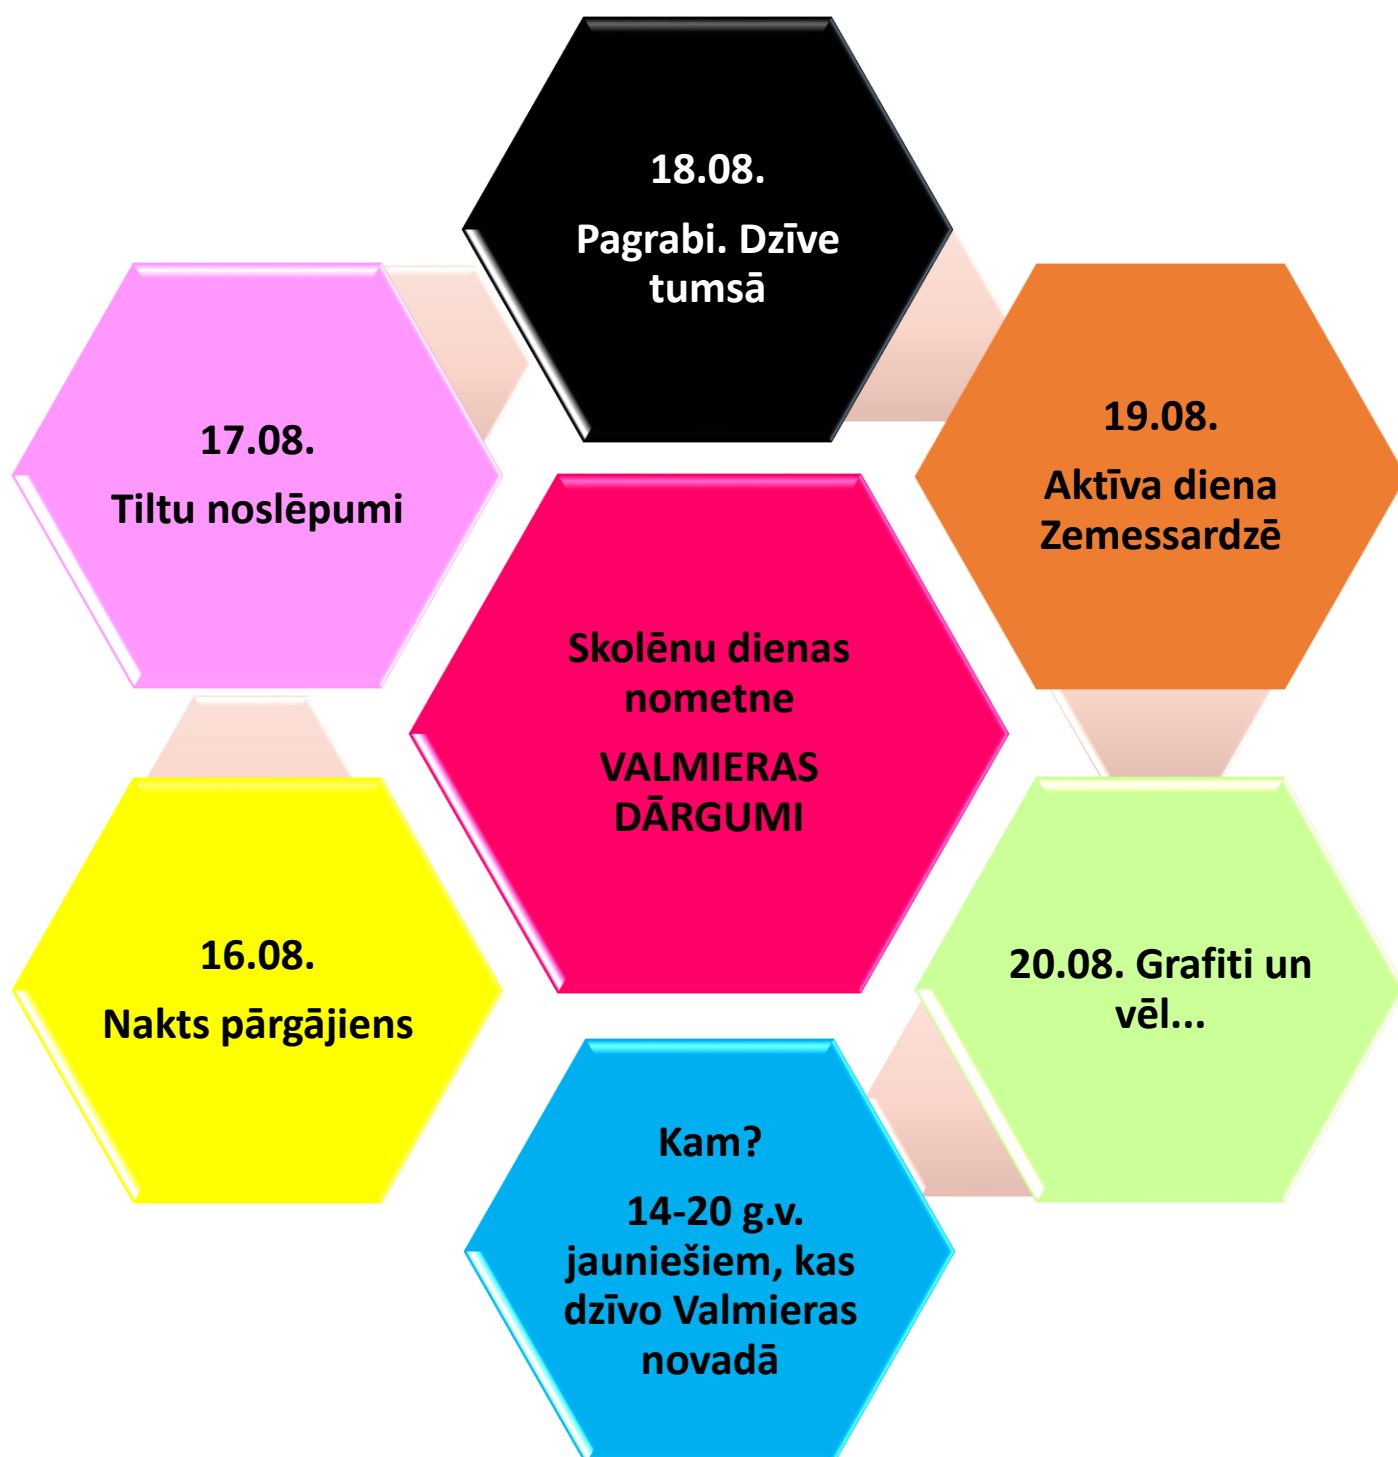 18.08.
Pagrabi. Dzīve
tumsā
17.08.
Tiltu noslēpumi
19.08.
Aktīva diena
Zemessardzē
Skolēnu dienas
nometne
VALMIERAS
DĀRGUMI
16.08.
Nakts pārgājiens
20.08. Grafiti un
vēl...
Kam?
14-20 g.v.
jauniešiem, kas
dzīvo Valmieras
novadā